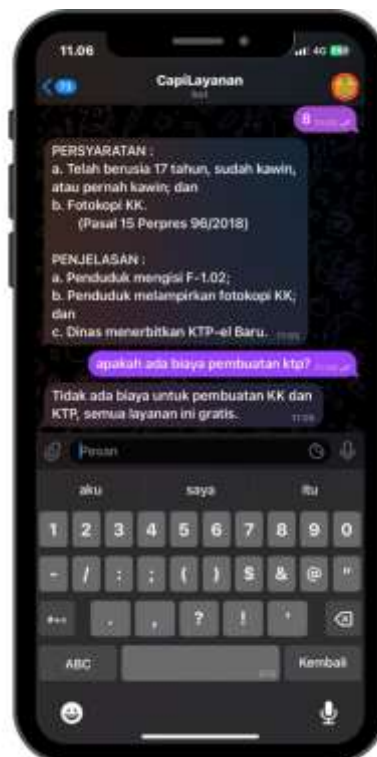 11.06
4G
CapiLayanan
bot
8
PERSYARATAN :
a. Telah berusia 17 tahun, sudah kawin,
atau pernah kawin; dan
b. Fotokopi KK.
(Pasal 15 Perpres 96/2018)
PENJELASAN :
a. Penduduk mengisi F-1.02;
b. Penduduk melampirkan fotokopi KK;
dan
c. Dinas menerbitkan KTP-el Baru.
apakah ada biaya pembuatan ktp?
Tidak ada biaya untuk pembuatan KK dan
KTP, semua layanan ini gratis.
Pesan
aku saya itu
1 2 3 4 5 6 7 8 9 0
- / : ; ( ) $ & @ "
#+= . , ? ! '
ABC Kembali